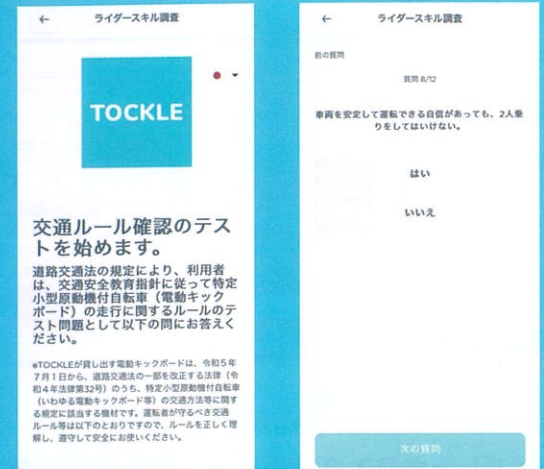 ← ライダースキル調査
TOCKLE
交通ルール確認のテス
トを始めます。
道路交通法の規定により、利用者
は、交通安全教育指針に従って特定
小型原動機付自転車（電動キック
ボード）の走行に関するルールのテ
スト問題として以下の問にお答えく
ださい。
※TOCKLEが貸し出す電動キックボードは、令和５年
７月１日から、道路交通法の一部を改正する法律（令
和４年法律第32号）のうち、特定小型原動機付自転車
（いわゆる電動キックボード等）の交通方法等に関す
る規定に該当する機材です。運転者が守るべき交通
ルール等は以下のとおりですので、ルールを正しく理
解し、遵守して安全にお使いください。
← ライダースキル調査
前の質問
質問 8/12
車両を安定して運転できる自信があっても、2人乗
りをしてはいけない。
はい
いいえ
次の質問